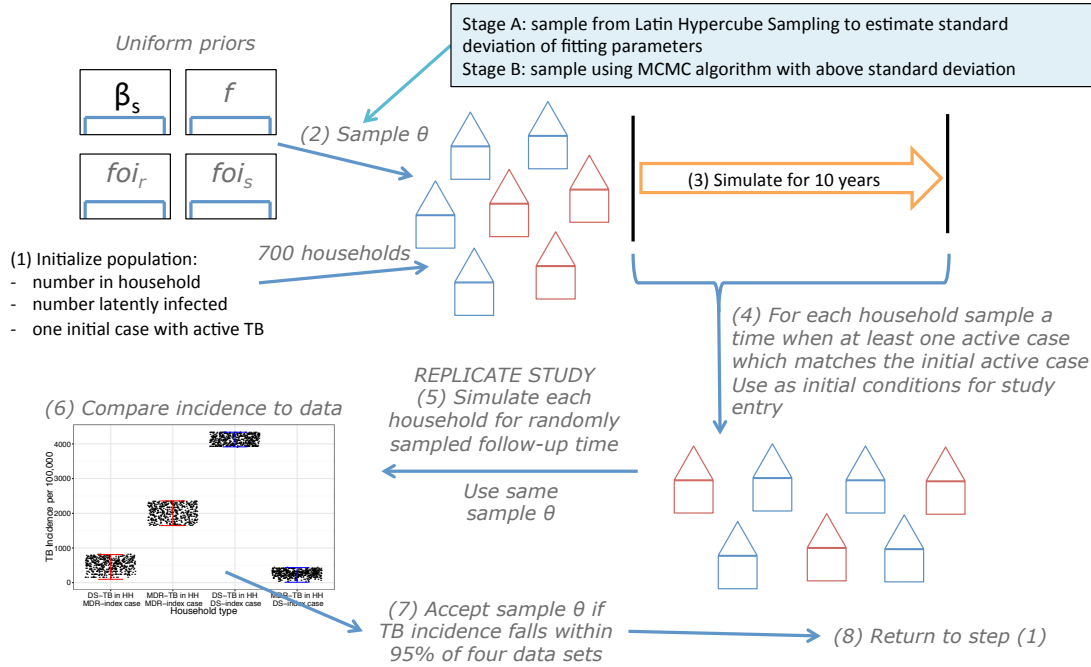 Uniform priors
βs
f
foir
fois
Stage A: sample from Latin Hypercube Sampling to estimate standard
deviation of fitting parameters
Stage B: sample using MCMC algorithm with above standard deviation
(2) Sample θ
(3) Simulate for 10 years
(1) Initialize population:
- number in household
- number latently infected
- one initial case with active TB
700 households
(4) For each household sample a
time when at least one active case
which matches the initial active case
Use as initial conditions for study
entry
REPLICATE STUDY
(5) Simulate each
household for randomly
sampled follow-up time
Use same
sample θ
(6) Compare incidence to data
TB Incidence per 100,000
4000
3000
2000
1000
0
DS−TB in HH
MDR−index case
MDR−TB in HH
MDR−index case
DS−TB in HH
DS−index case
MDR−TB in HH
DS−index case
Household type
(7) Accept sample θ if
TB incidence falls within
95% of four data sets
(8) Return to step (1)